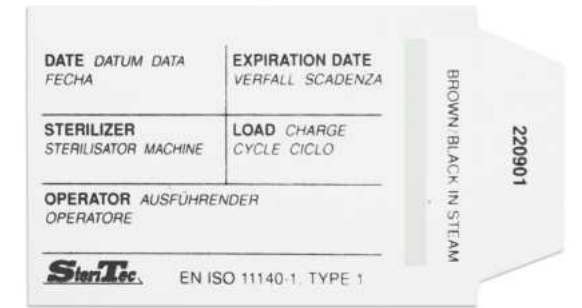 DATE DATUM DATA
FECHA
EXPIRATION DATE
VERFALL SCADENZA
STERILIZER
STERILISATOR MACHINE
LOAD CHARGE
CYCLE CICLO
OPERATOR AUSFÜHRENDER
OPERATORE
SteriTec
EN ISO 11140-1. TYPE 1
BROWN/BLACK IN STEAM
220901